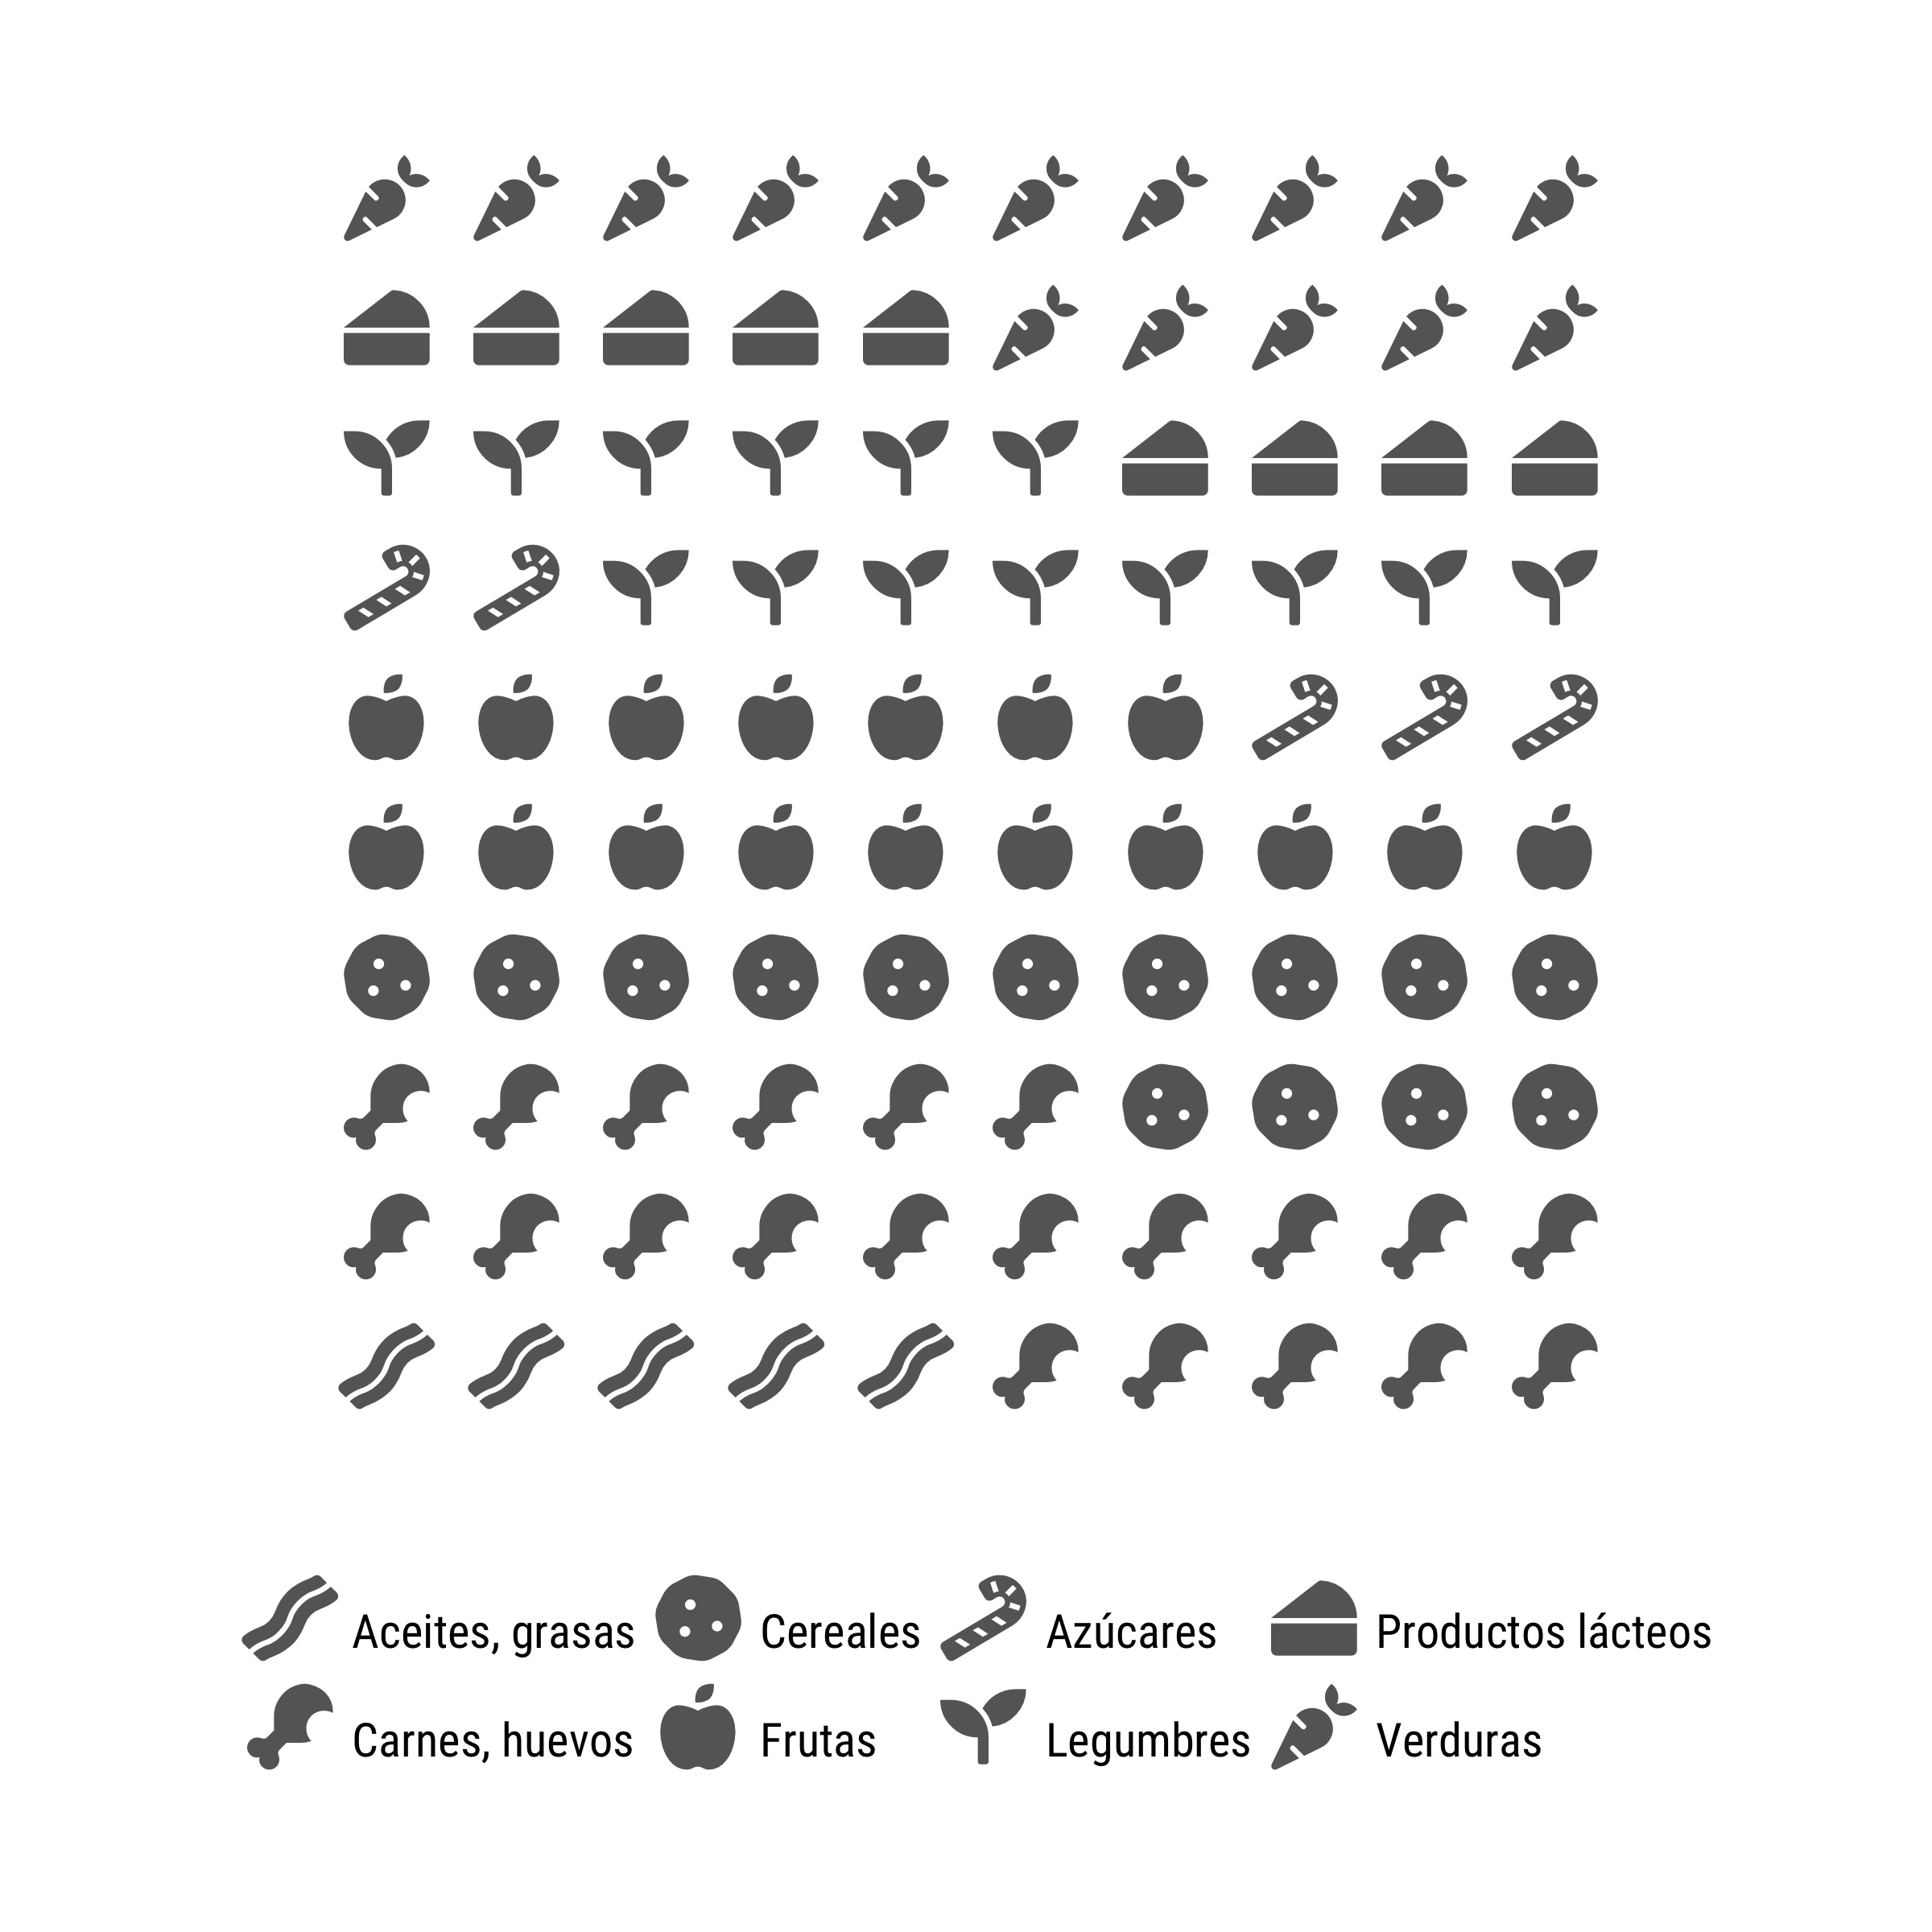 Aceites, grasas Cereales Azúcares Productos lácteos
Carnes, huevos Frutas Legumbres Verduras